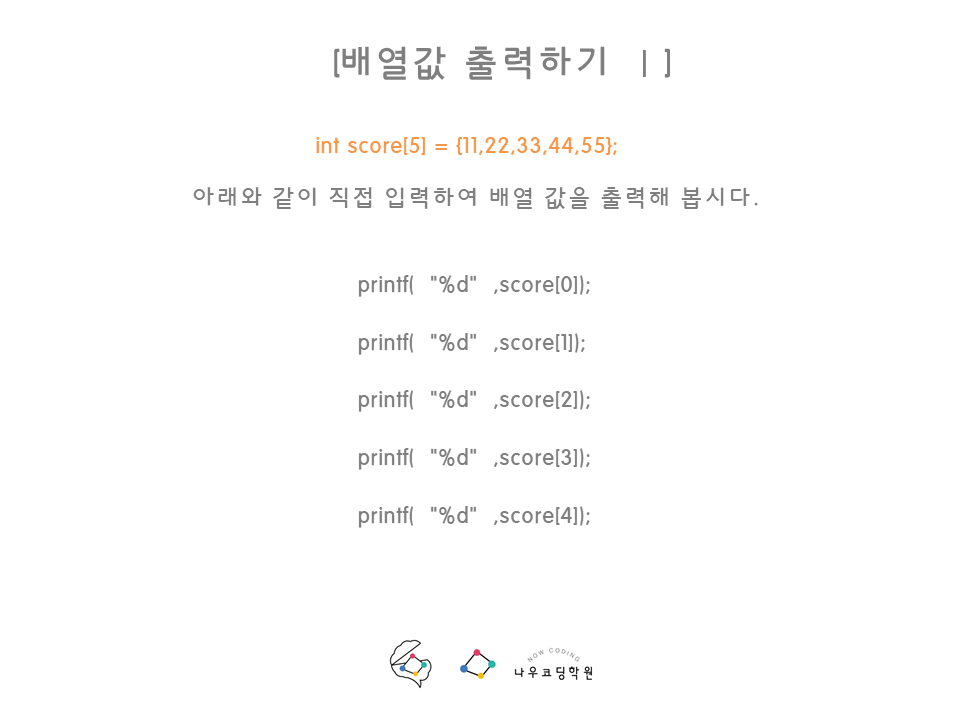 [배열값 출력하기 ㅣ]
int score[5] = {11,22,33,44,55};
아래와 같이 직접 입력하여 배열 값을 출력해 봅시다.
printf( "%d" ,score[0]);
printf( "%d" ,score[1]);
printf( "%d" ,score[2]);
printf( "%d" ,score[3]);
printf( "%d" ,score[4]);
NOW CODING
나우코딩학원